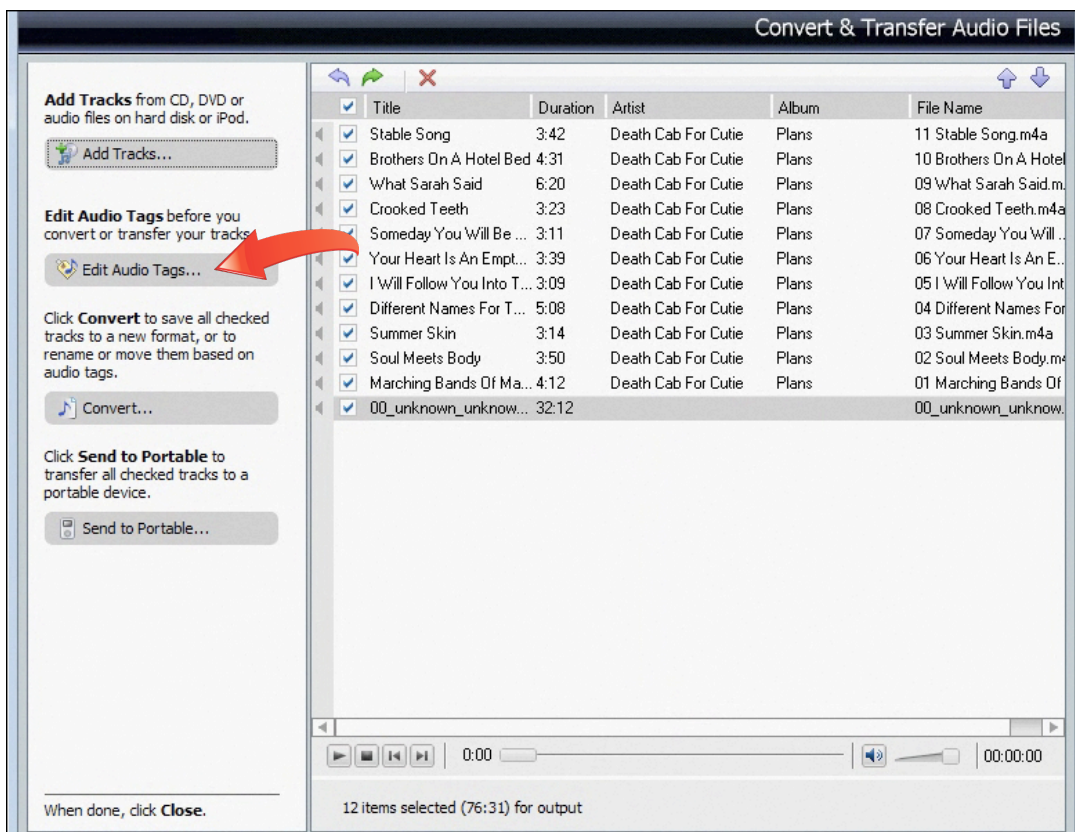 Convert & Transfer Audio Files
Add Tracks from CD, DVD or
audio files on hard disk or iPod.
Add Tracks...
Edit Audio Tags before you
convert or transfer your tracks
Edit Audio Tags...
Click Convert to save all checked
tracks to a new format, or to
rename or move them based on
audio tags.
Convert...
Click Send to Portable to
transfer all checked tracks to a
portable device.
Send to Portable...
When done, click Close.
Title Duration Artist Album File Name
Stable Song 3:42 Death Cab For Cutie Plans 11 Stable Song.m4a
Brothers On A Hotel Bed 4:31 Death Cab For Cutie Plans 10 Brothers On A Hotel
What Sarah Said 6:20 Death Cab For Cutie Plans 09 What Sarah Said.m
Crooked Teeth 3:23 Death Cab For Cutie Plans 08 Crooked Teeth.m4a
Someday You Will Be ... 3:11 Death Cab For Cutie Plans 07 Someday You Will ..
Your Heart Is An Empt... 3:39 Death Cab For Cutie Plans 06 Your Heart Is An E..
I Will Follow You Into T... 3:09 Death Cab For Cutie Plans 05 I Will Follow You Int
Different Names For T... 5:08 Death Cab For Cutie Plans 04 Different Names For
Summer Skin 3:14 Death Cab For Cutie Plans 03 Summer Skin.m4a
Soul Meets Body 3:50 Death Cab For Cutie Plans 02 Soul Meets Body.m4
Marching Bands Of Ma... 4:12 Death Cab For Cutie Plans 01 Marching Bands Of
00_unknown_unknow... 32:12 00_unknown_unknow.
0:00 00:00:00
12 items selected (76:31) for output